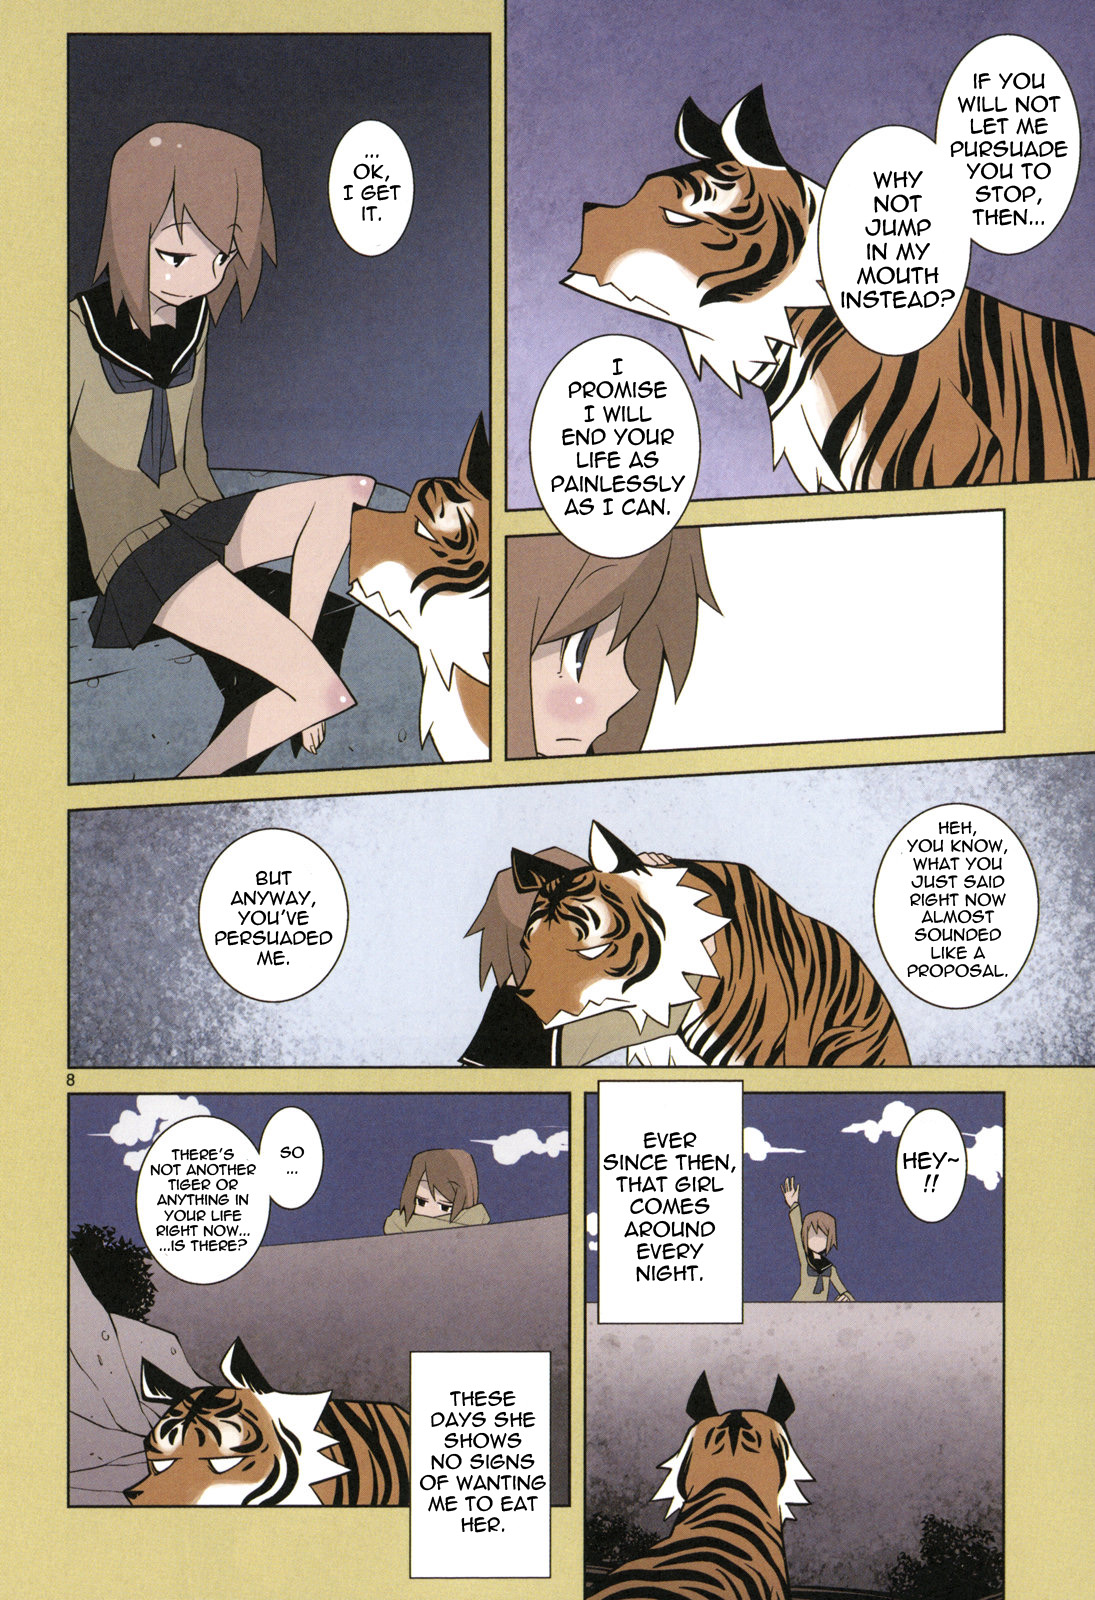 IF YOU
WILL NOT
LET ME
PURSUADE
YOU TO
STOP,
THEN...
WHY
NOT
JUMP
IN MY
MOUTH
INSTEAD?
I
PROMISE
I WILL
END YOUR
LIFE AS
PAINLESSLY
AS I CAN.
...
OK,
I GET
IT.
HEH,
YOU KNOW,
WHAT YOU
JUST SAID
RIGHT NOW
ALMOST
SOUNDED
LIKE A
PROPOSAL.
BUT
ANYWAY,
YOU'VE
PERSUADED
ME.
8
HEY~
!!
EVER
SINCE THEN,
THAT GIRL
COMES
AROUND
EVERY
NIGHT.
SO
...
THERE'S
NOT ANOTHER
TIGER OR
ANYTHING IN
YOUR LIFE
RIGHT NOW...
...IS THERE?
THESE
DAYS SHE
SHOWS
NO SIGNS
OF WANTING
ME TO EAT
HER.